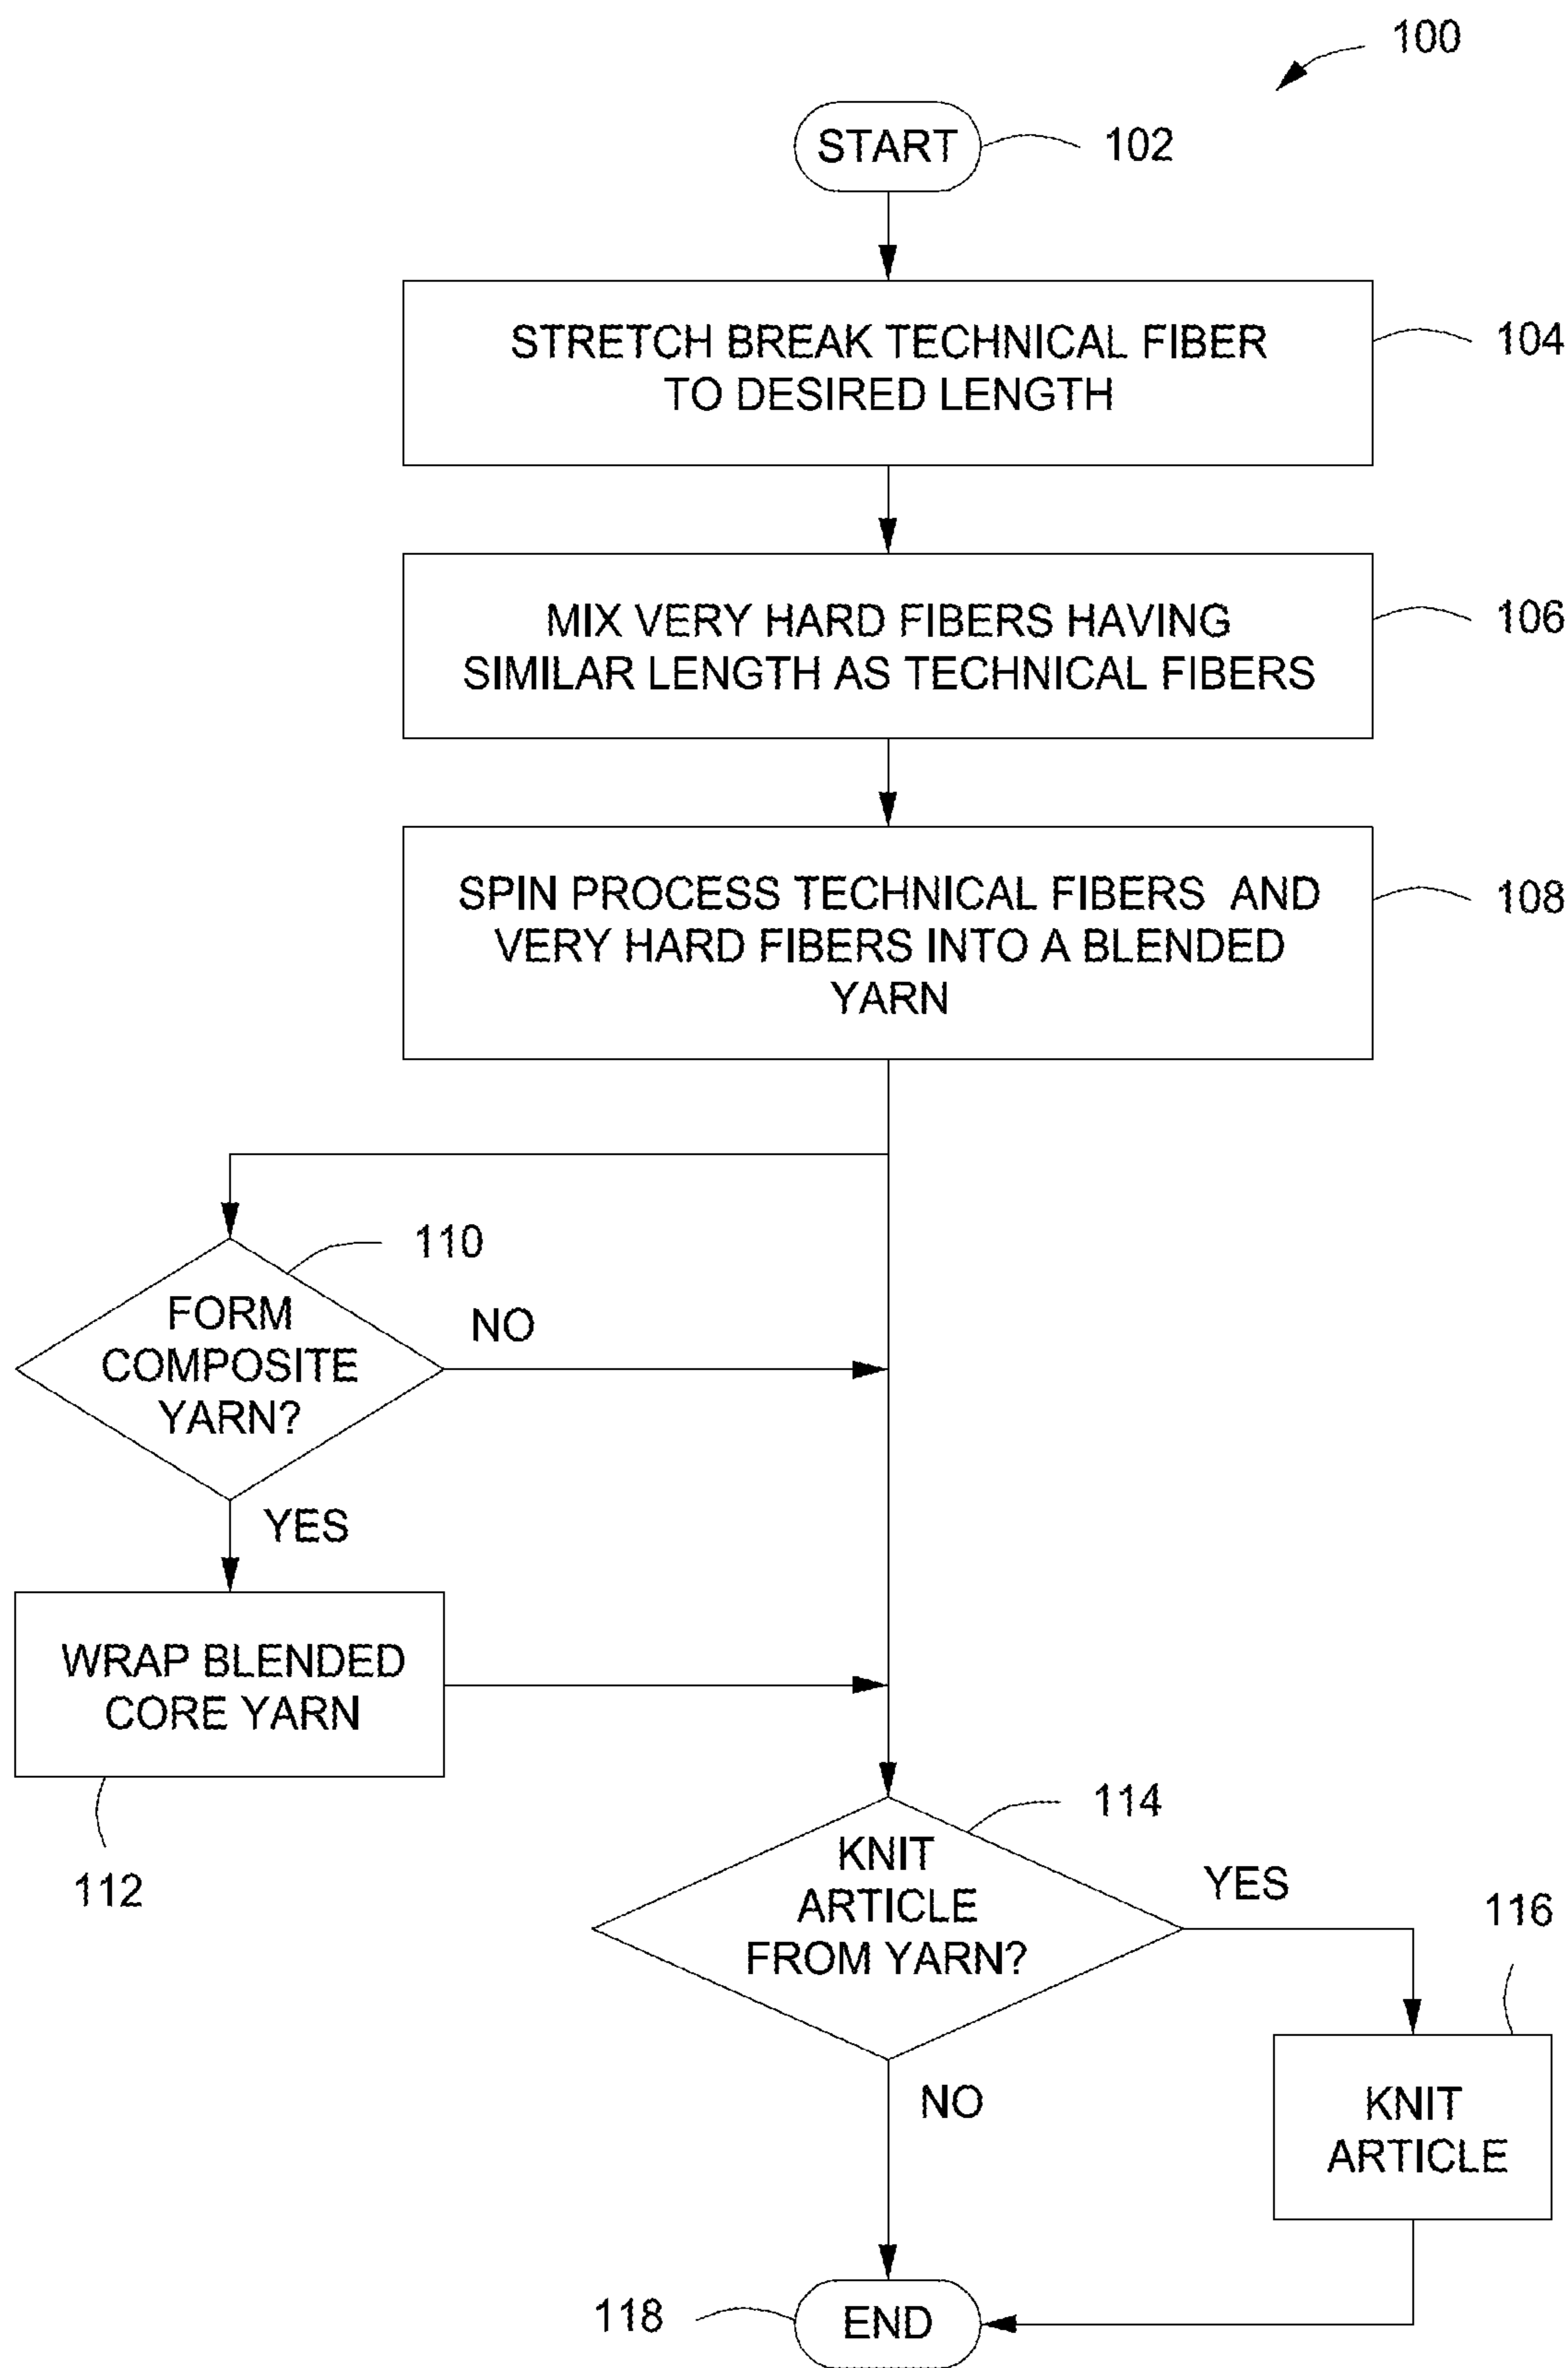 100
START
102
STRETCH BREAK TECHNICAL FIBER
TO DESIRED LENGTH
104
MIX VERY HARD FIBERS HAVING
SIMILAR LENGTH AS TECHNICAL FIBERS
106
SPIN PROCESS TECHNICAL FIBERS AND
VERY HARD FIBERS INTO A BLENDED
YARN
108
110
FORM
COMPOSITE
YARN?
NO
YES
WRAP BLENDED
CORE YARN
112
114
KNIT
ARTICLE
FROM YARN?
YES
116
NO
KNIT
ARTICLE
118
END